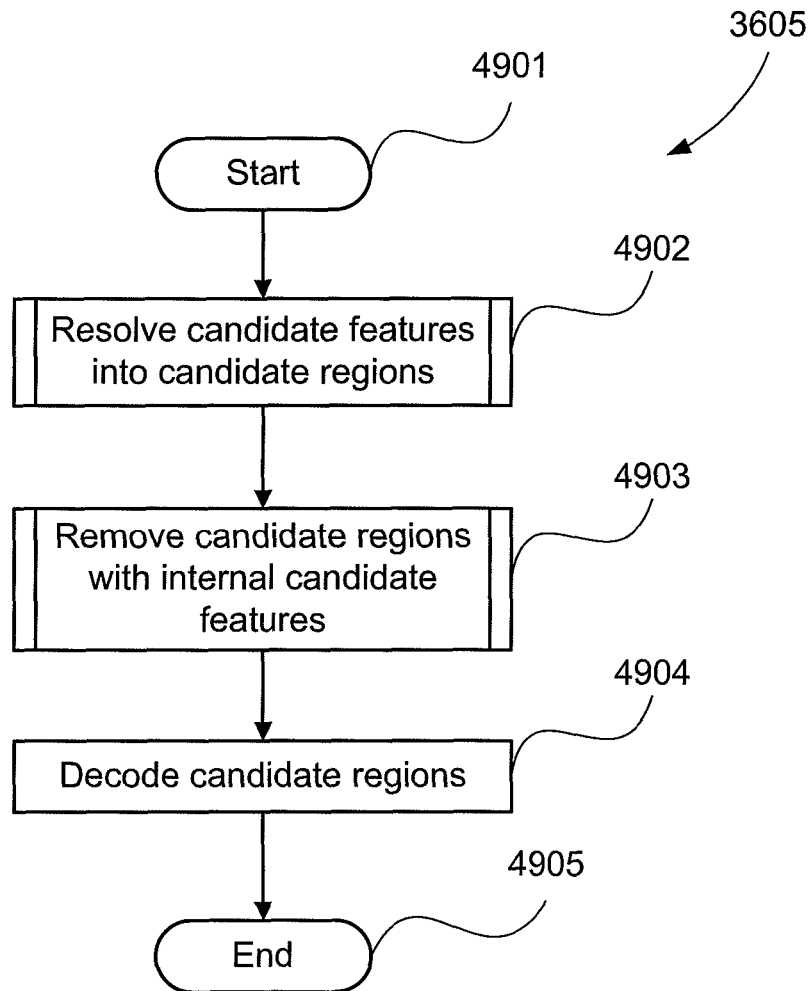 3605
4901
Start
4902
Resolve candidate features
into candidate regions
4903
Remove candidate regions
with internal candidate
features
4904
Decode candidate regions
4905
End